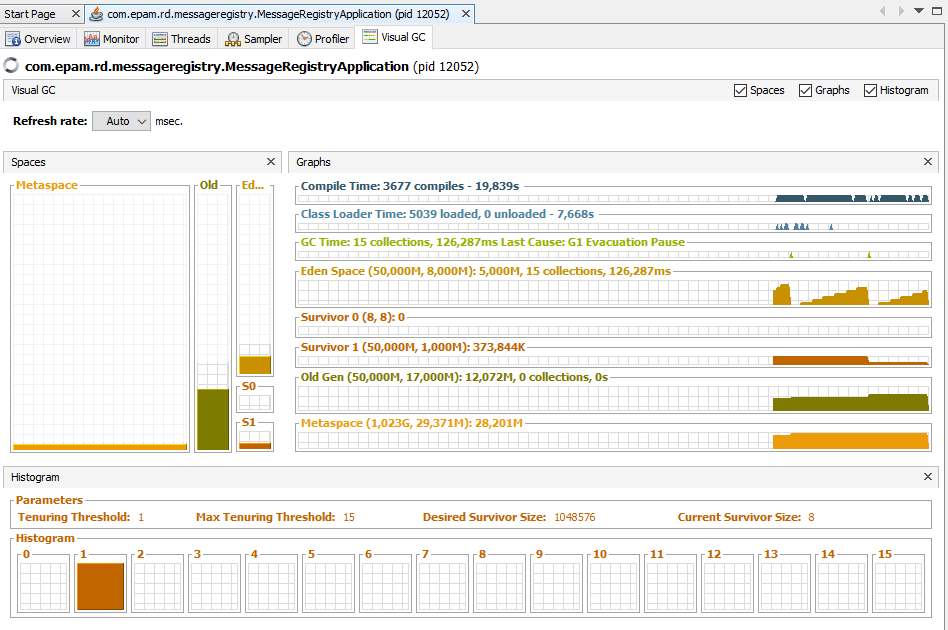 Start Page com.epam.rd.messageregistry.MessageRegistryApplication (pid 12052)
Overview Monitor Threads Sampler Profiler Visual GC
com.epam.rd.messageregistry.MessageRegistryApplication (pid 12052)
Visual GC Spaces Graphs Histogram
Refresh rate: Auto msec.
Spaces
Metaspace Old Ed...
S0
S1
Graphs
Compile Time: 3677 compiles - 19,839s
Class Loader Time: 5039 loaded, 0 unloaded - 7,668s
GC Time: 15 collections, 126,287ms Last Cause: G1 Evacuation Pause
Eden Space (50,000M, 8,000M): 5,000M, 15 collections, 126,287ms
Survivor 0 (8, 8): 0
Survivor 1 (50,000M, 1,000M): 373,844K
Old Gen (50,000M, 17,000M): 12,072M, 0 collections, 0s
Metaspace (1,023G, 29,371M): 28,201M
Histogram
Parameters
Tenuring Threshold: 1 Max Tenuring Threshold: 15 Desired Survivor Size: 1048576 Current Survivor Size: 8
Histogram
0 1 2 3 4 5 6 7 8 9 10 11 12 13 14 15